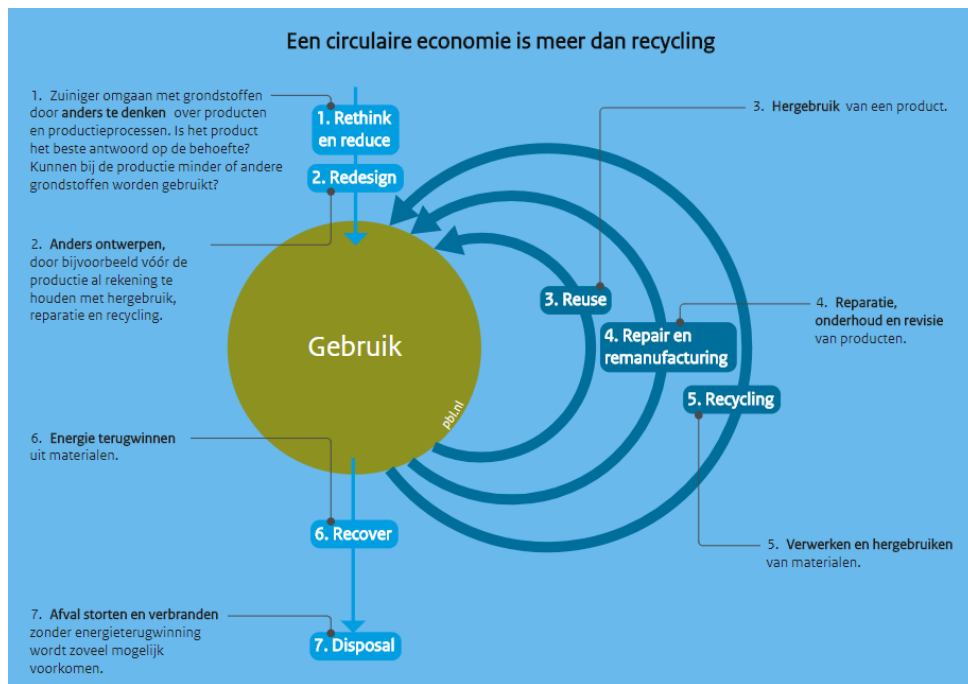 Een circulaire economie is meer dan recycling
1. Zuiniger omgaan met grondstoffen
door anders te denken over producten
en productieprocessen. Is het product
het beste antwoord op de behoefte?
Kunnen bij de productie minder of andere
grondstoffen worden gebruikt?
1. Rethink
en reduce
2. Redesign
3. Hergebruik van een product.
2. Anders ontwerpen,
door bijvoorbeeld vóór de
productie al rekening te
houden met hergebruik,
reparatie en recycling.
3. Reuse
4. Reparatie,
onderhoud en revisie
van producten.
4. Repair en
remanufacturing
Gebruik
5. Recycling
pbl.nl
6. Energie terugwinnen
uit materialen.
6. Recover
5. Verwerken en hergebruiken
van materialen.
7. Afval storten en verbranden
zonder energieterugwinning
wordt zoveel mogelijk
voorkomen.
7. Disposal